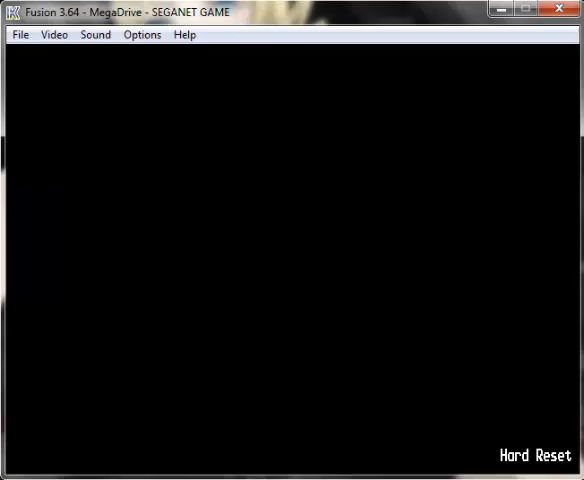 Fusion 3.64 - MegaDrive - SEGANET GAME
File Video Sound Options Help
Hard Reset